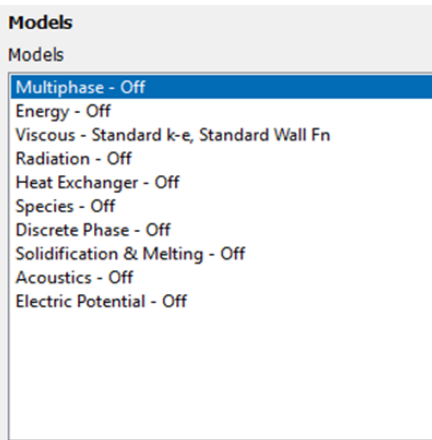 Models
Models
Multiphase - Off
Energy - Off
Viscous - Standard k-e, Standard Wall Fn
Radiation - Off
Heat Exchanger - Off
Species - Off
Discrete Phase - Off
Solidification & Melting - Off
Acoustics - Off
Electric Potential - Off